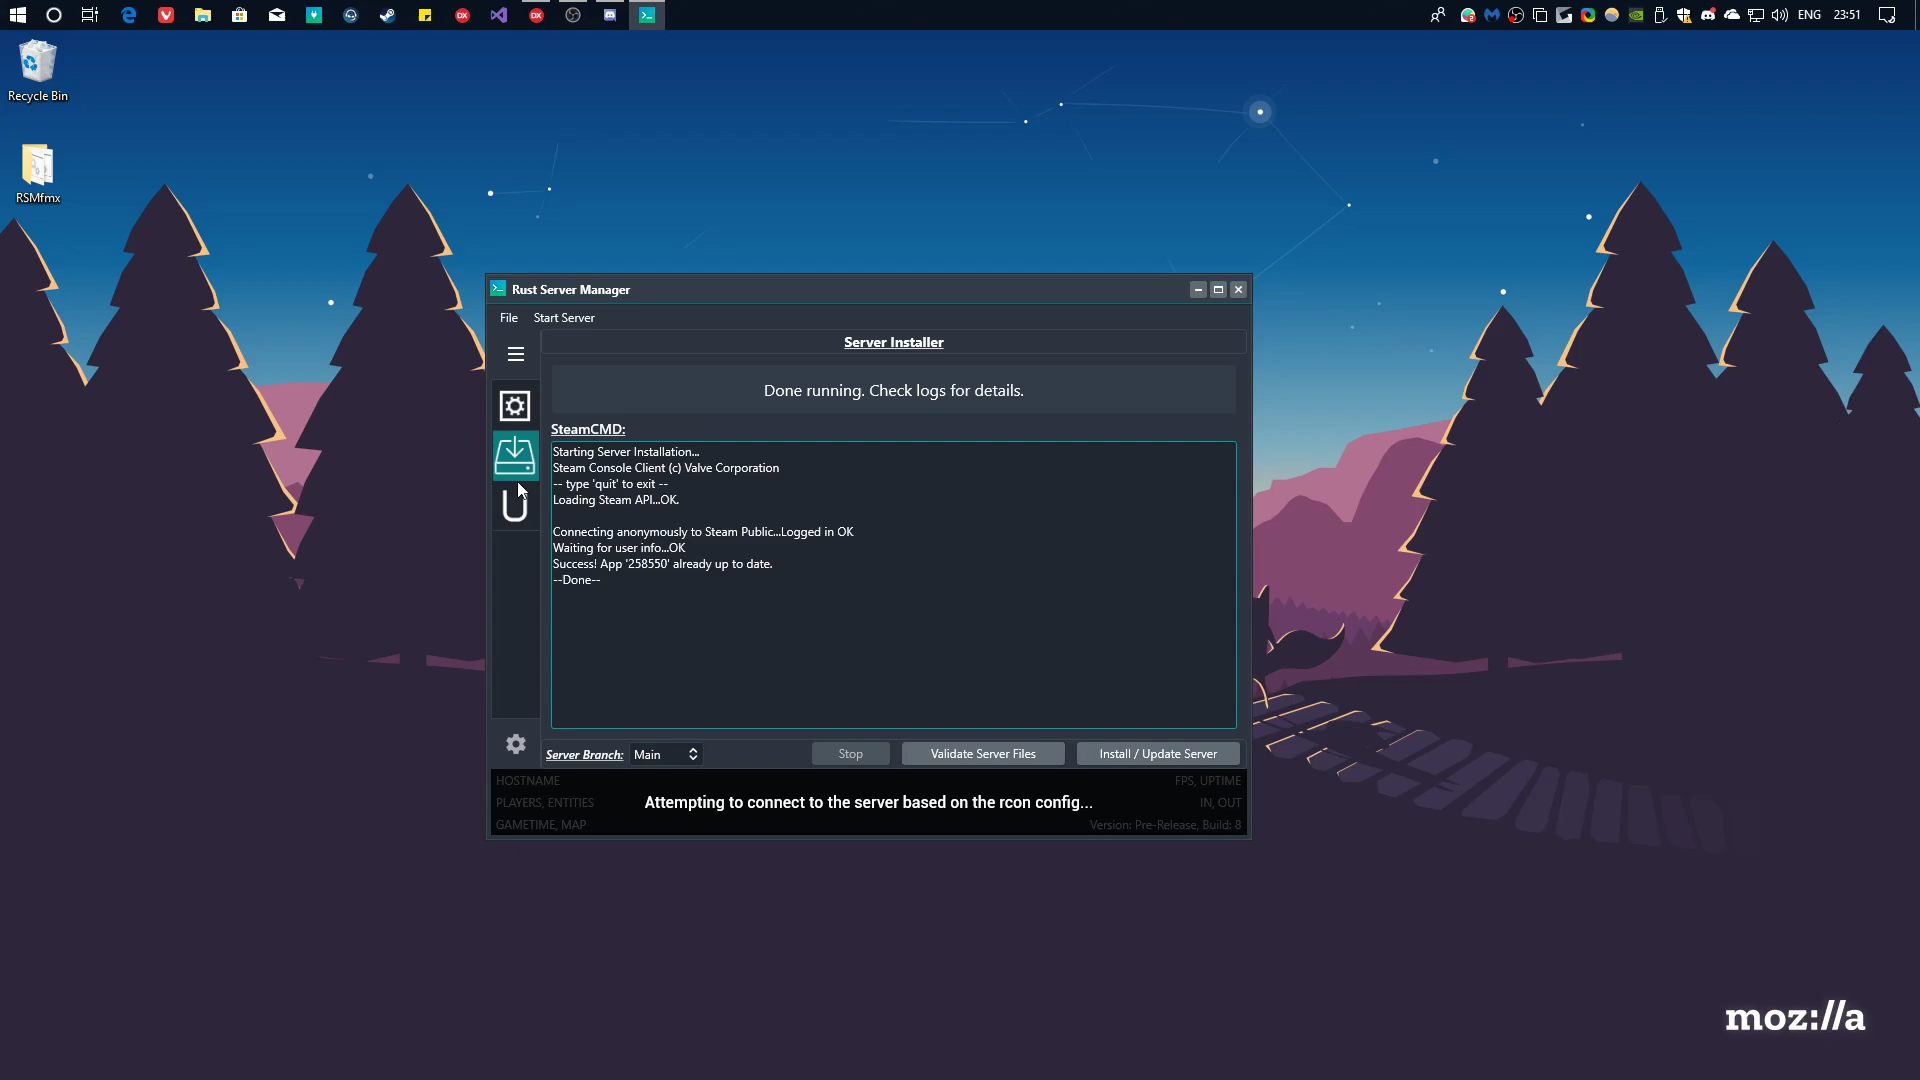 ENG
23:51
Recycle Bin
RSMfmx
Rust Server Manager
File
Start Server
Server Installer
Done running. Check logs for details.
SteamCMD:
Starting Server Installation...
Steam Console Client (c) Valve Corporation
-- type 'quit' to exit --
Loading Steam API...OK.
Connecting anonymously to Steam Public...Logged in OK
Waiting for user info...OK
Success! App '258550' already up to date.
--Done--
Server Branch:
Main
Stop
Validate Server Files
Install / Update Server
HOSTNAME
FPS, UPTIME
PLAYERS, ENTITIES
Attempting to connect to the server based on the rcon config...
IN, OUT
GAMETIME, MAP
Version: Pre-Release, Build: 8
moz://a